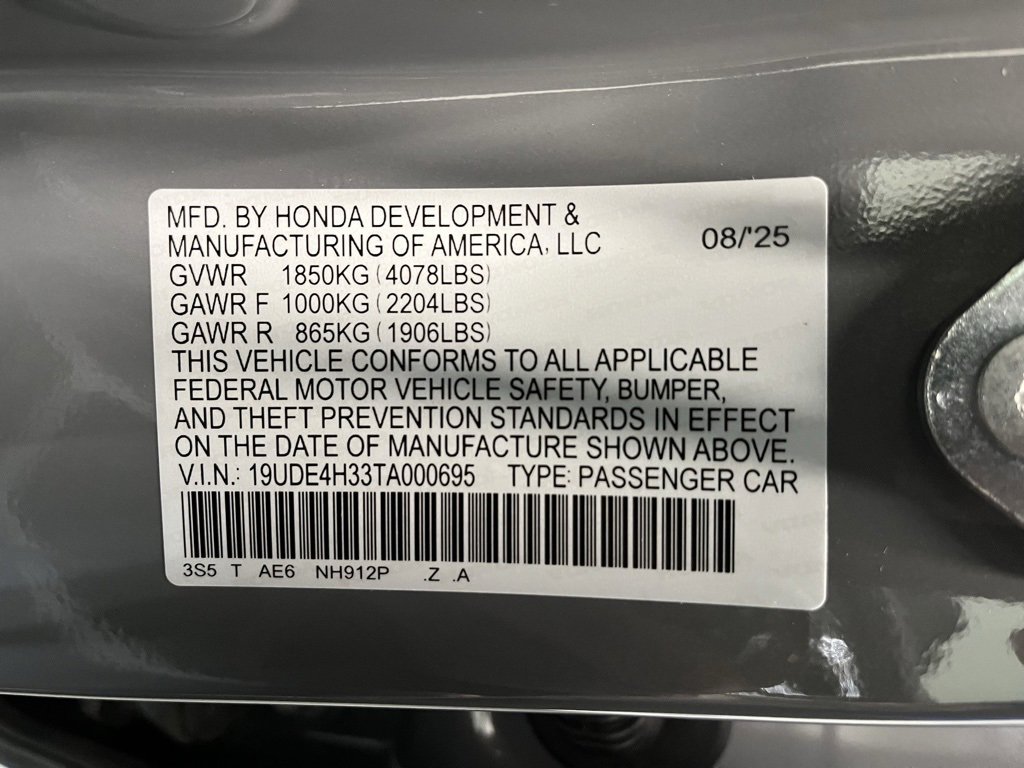 MFD. BY HONDA DEVELOPMENT &
MANUFACTURING OF AMERICA, LLC 08/'25
GVWR 1850KG (4078LBS)
GAWR F 1000KG (2204LBS)
GAWR R 865KG (1906LBS)
THIS VEHICLE CONFORMS TO ALL APPLICABLE
FEDERAL MOTOR VEHICLE SAFETY, BUMPER,
AND THEFT PREVENTION STANDARDS IN EFFECT
ON THE DATE OF MANUFACTURE SHOWN ABOVE.
V.I.N.: 19UDE4H33TA000695 TYPE: PASSENGER CAR
3S5 T AE6 NH912P .Z .A